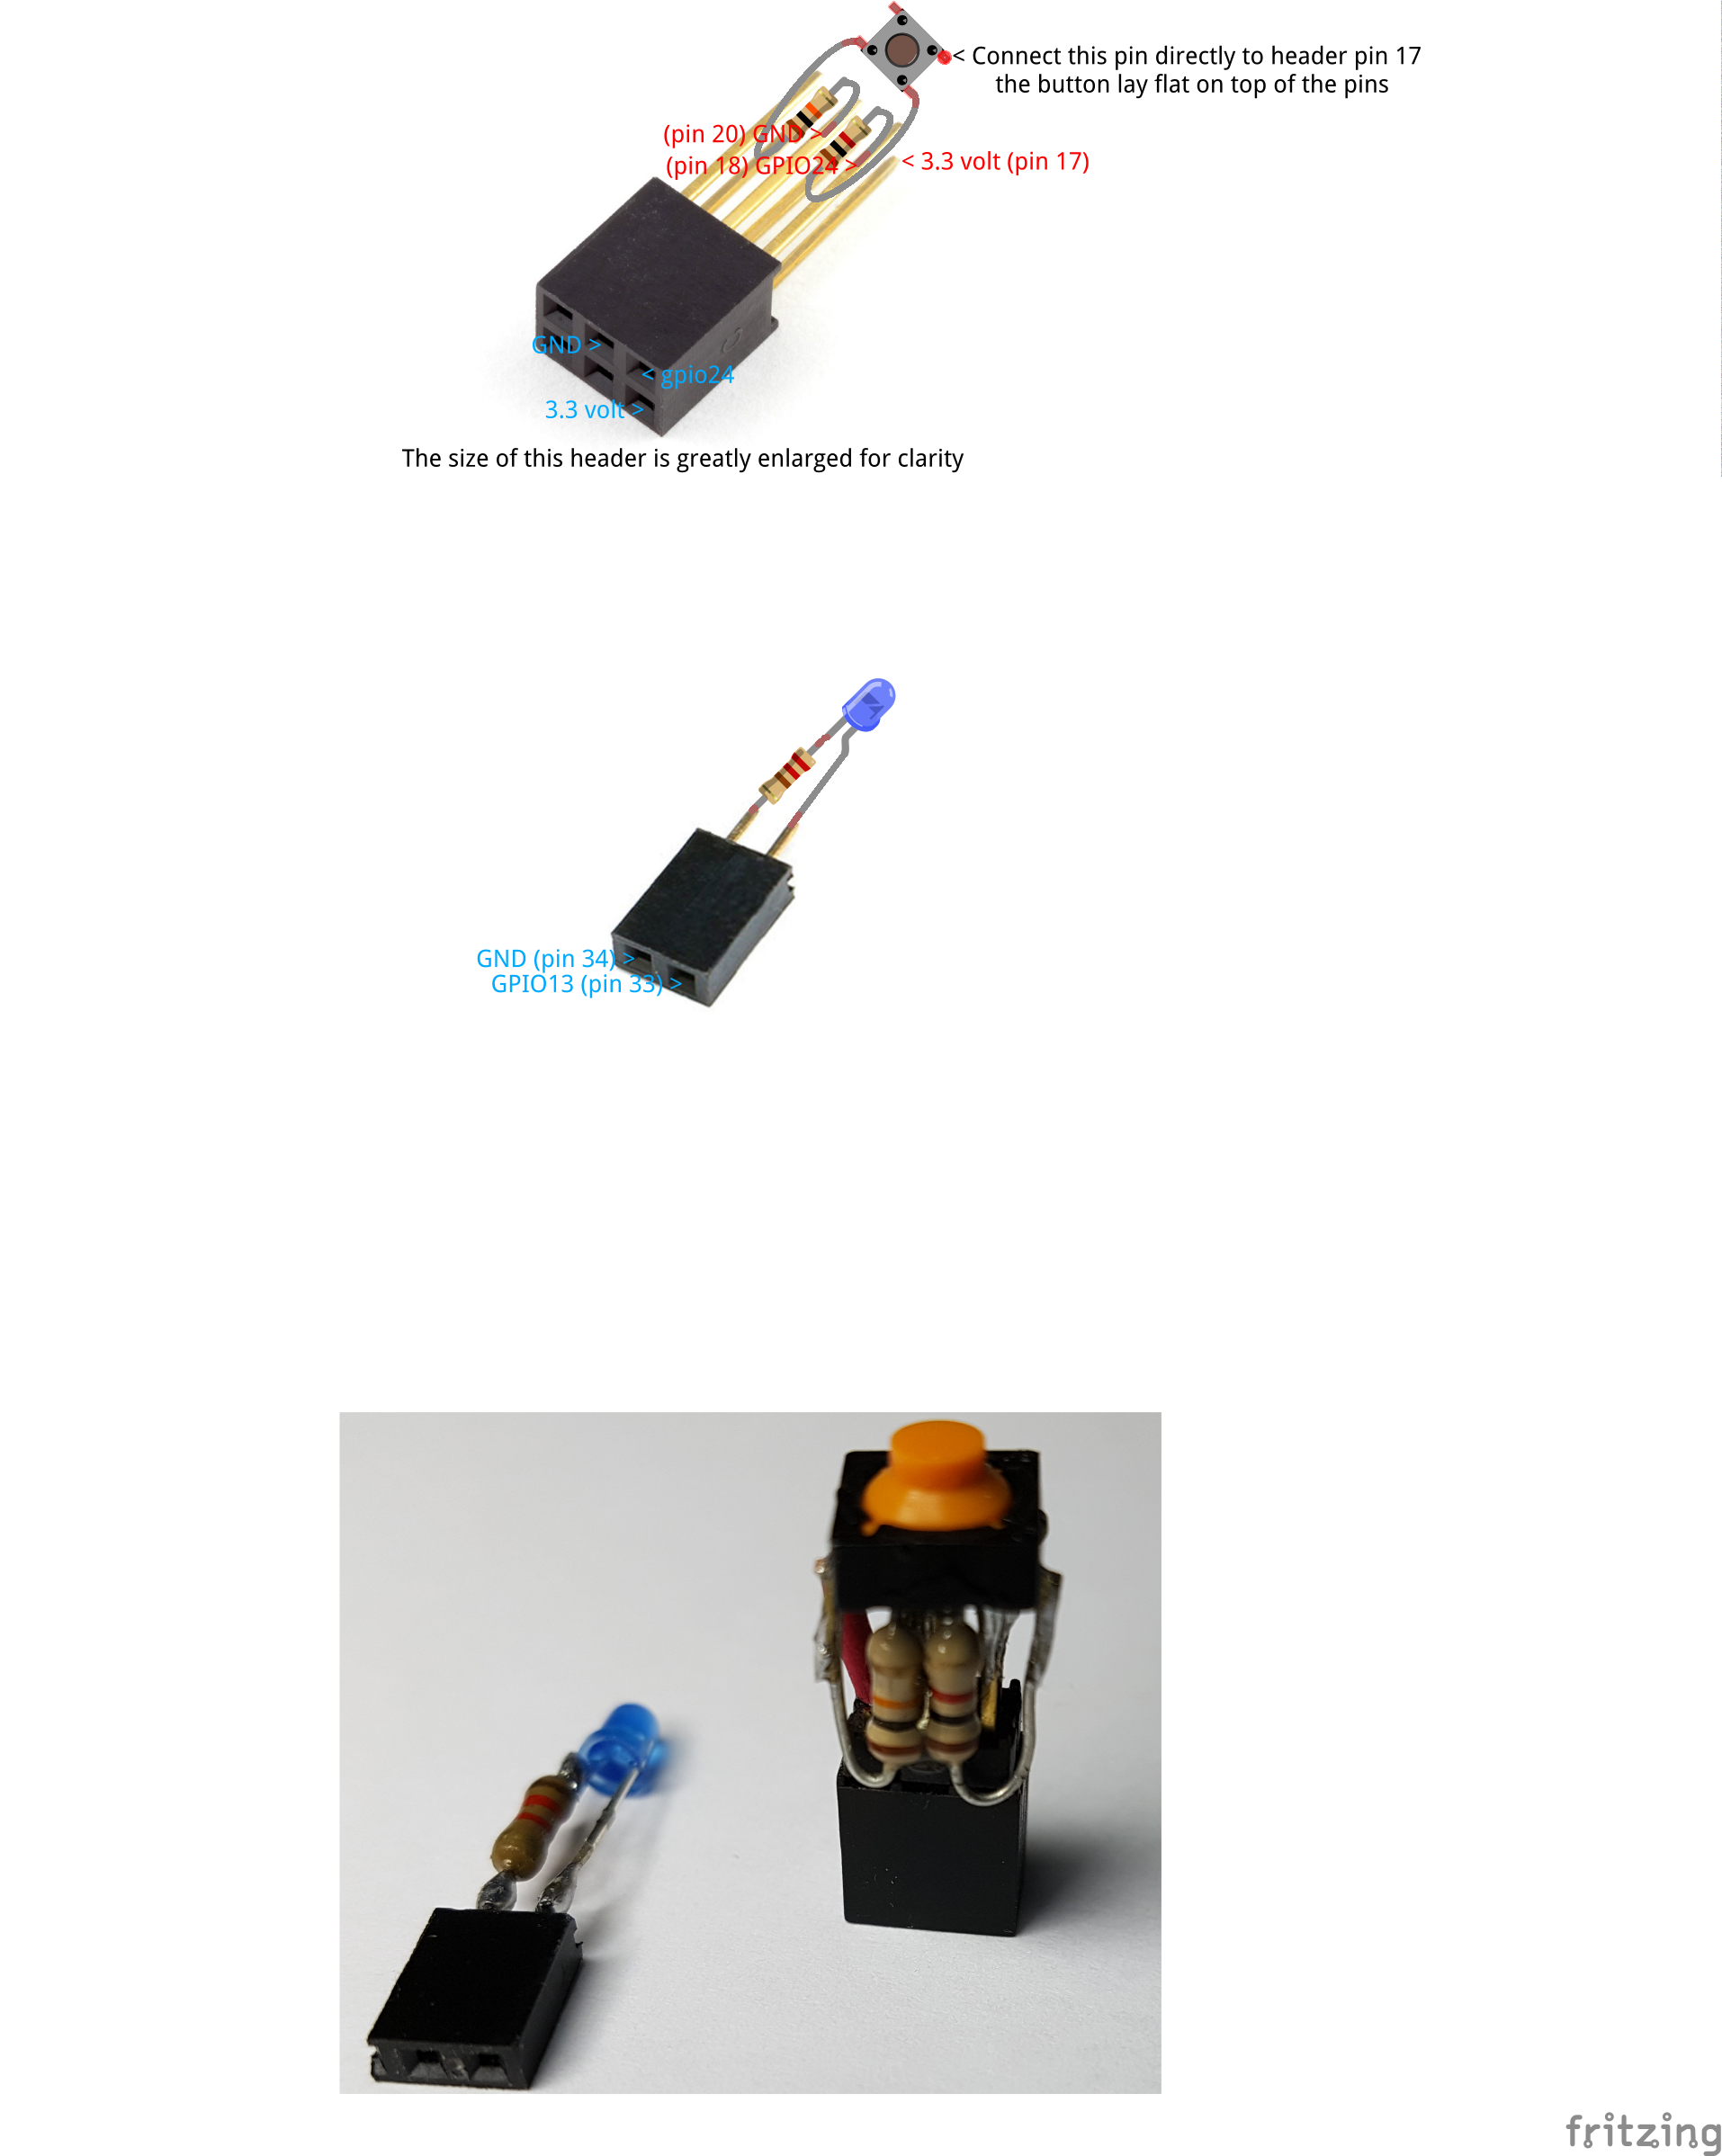 < Connect this pin directly to header pin 17
the button lay flat on top of the pins
(pin 20) GND >
(pin 18) GPIO24 >
< 3.3 volt (pin 17)
GND >
< gpio24
3.3 volt >
The size of this header is greatly enlarged for clarity
GND (pin 34) >
GPIO13 (pin 33) >
fritzing